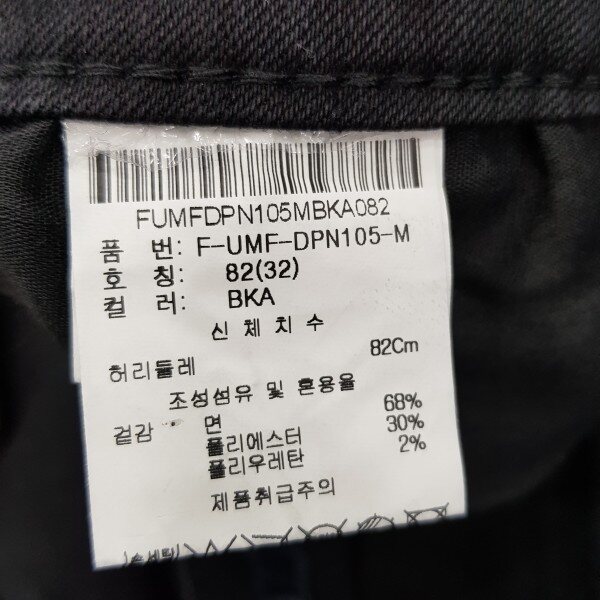 FUMFDPN105MBKA082
품 번: F-UMF-DPN105-M
호 칭: 82(32)
컬 러: BKA
신체치수
허리둘레 82Cm
조성섬유 및 혼용율
겉감 면 68%
폴리에스터 30%
폴리우레탄 2%
제품취급주의